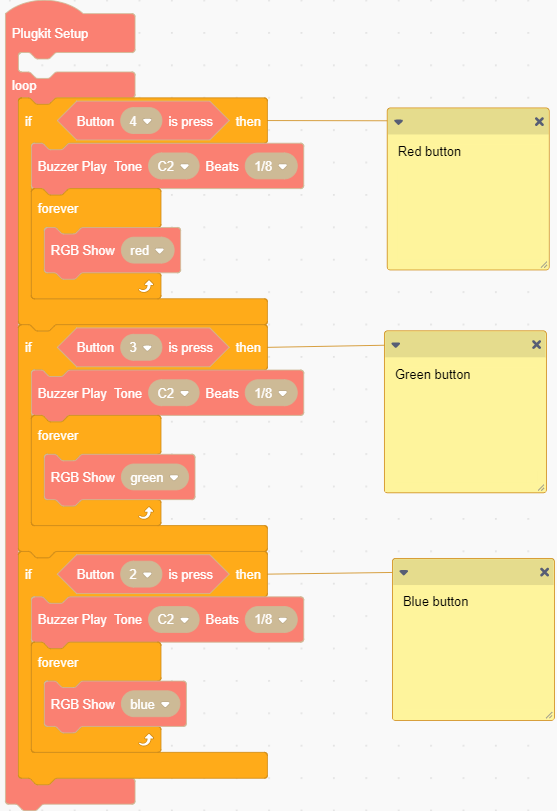 Plugkit Setup
loop
if Button 4 is press then
Red button
Buzzer Play Tone C2 Beats 1/8
forever
RGB Show red
if Button 3 is press then
Green button
Buzzer Play Tone C2 Beats 1/8
forever
RGB Show green
if Button 2 is press then
Blue button
Buzzer Play Tone C2 Beats 1/8
forever
RGB Show blue